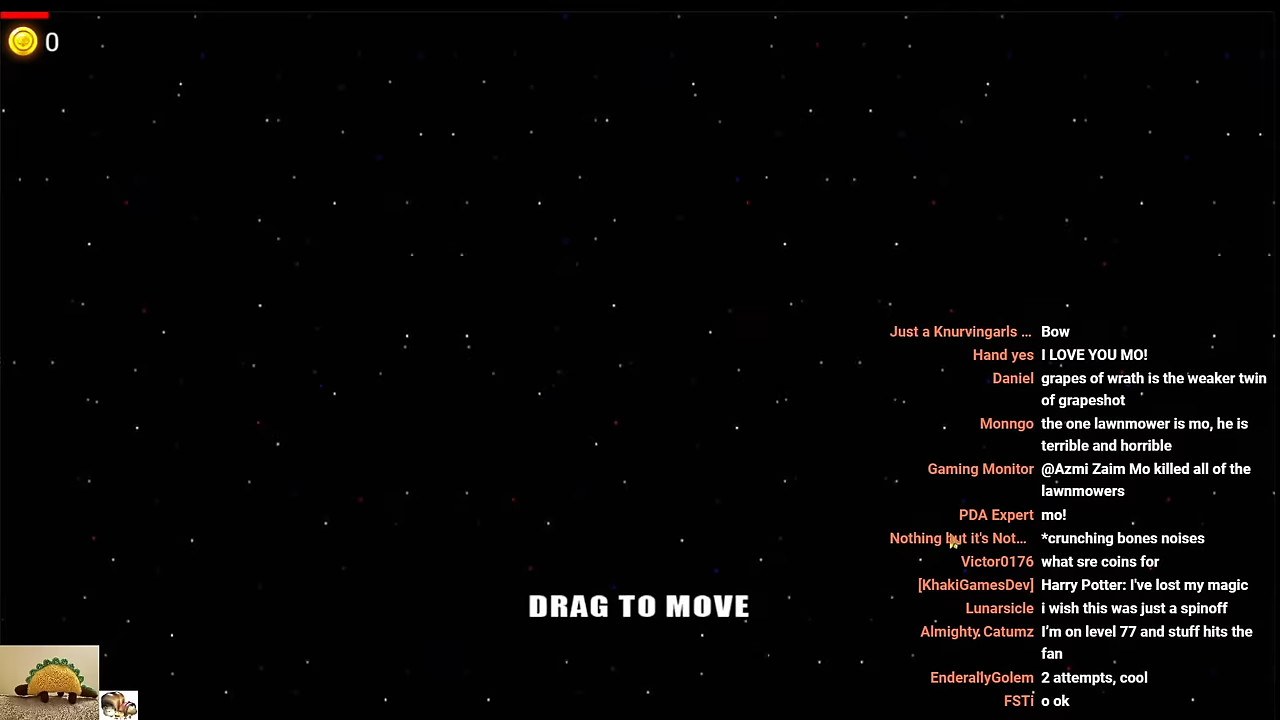 0
Just a Knurvingarls ... Bow
Hand yes I LOVE YOU MO!
Daniel grapes of wrath is the weaker twin
of grapeshot
Monngo the one lawnmower is mo, he is
terrible and horrible
Gaming Monitor @Azmi Zaim Mo killed all of the
lawnmowers
PDA Expert mo!
Nothing but it's Not... *crunching bones noises
Victor0176 what sre coins for
[KhakiGamesDev] Harry Potter: I've lost my magic
DRAG TO MOVE
Lunarsicle i wish this was just a spinoff
Almighty Catumz I'm on level 77 and stuff hits the
fan
EnderallyGolem 2 attempts, cool
FSTi o ok